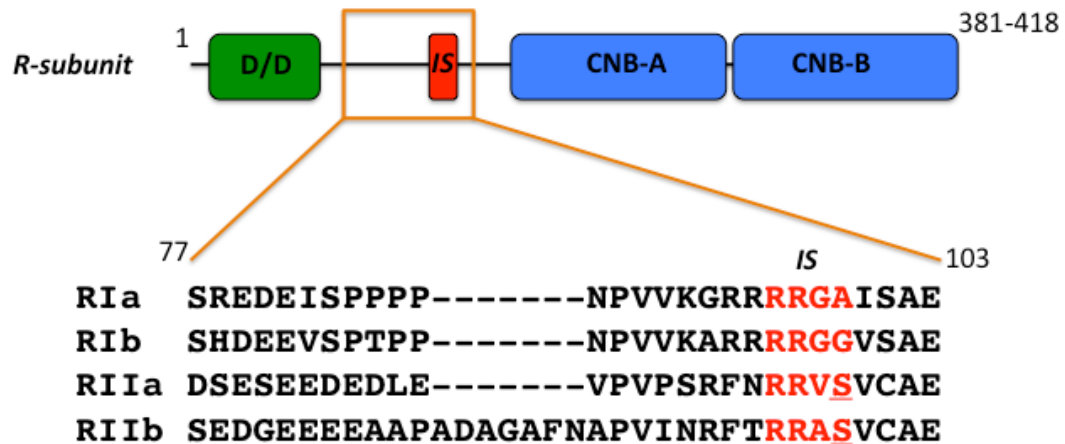 1 381-418
R-subunit D/D IS CNB-A CNB-B
77 IS 103
RIa SREDEISPPPP-------NPVVKGRRRRGAISAE
RIb SHDEEVSPTPP-------NPVVKARRRRGGVSAE
RIIa DSESEEDEDLE-------VPVPSRFNRRVSVCAE
RIIb SEDGEEEEAAPADAGAFNAPVINRFTRRASVCAE